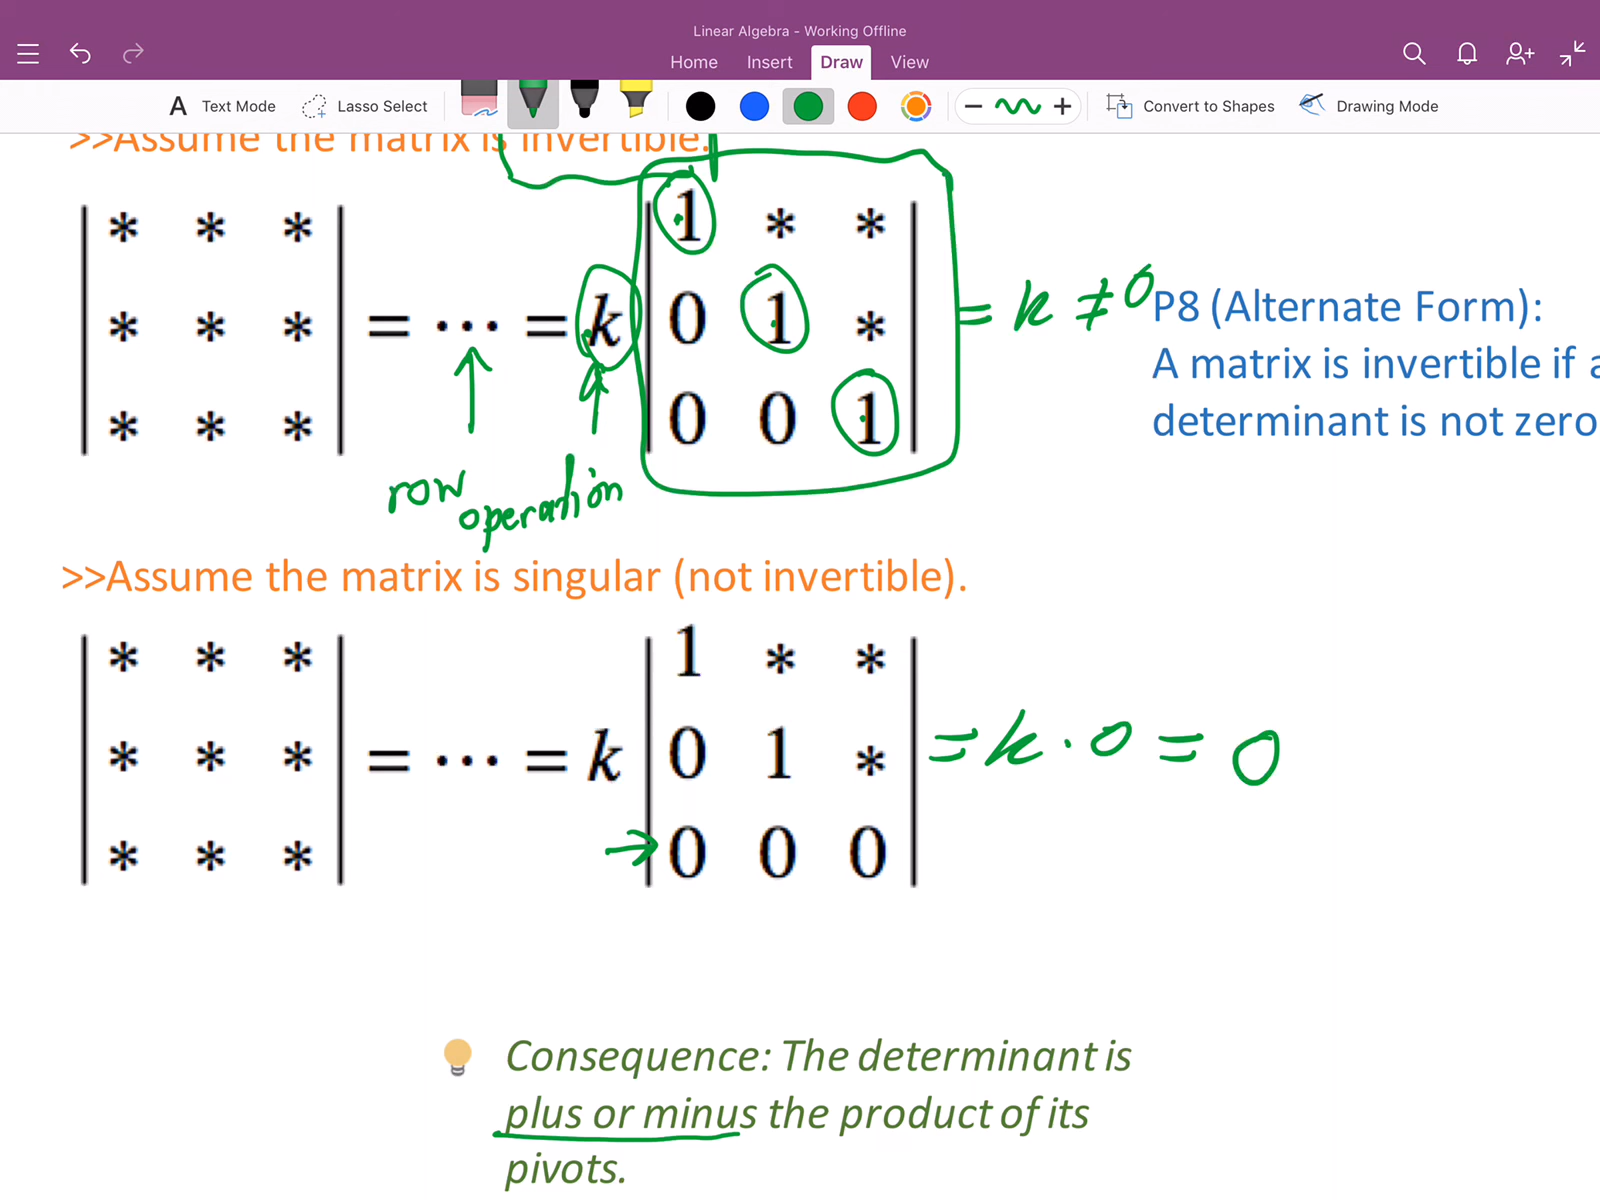 Linear Algebra - Working Offline
Home Insert Draw View
A Text Mode Lasso Select Convert to Shapes Drawing Mode
>>Assume the matrix is invertible.
* * * 1 * *
* * * = ··· = k 0 1 * = k ≠ 0
* * * 0 0 1
P8 (Alternate Form):
A matrix is invertible if
determinant is not zero
row
operation
>>Assume the matrix is singular (not invertible).
* * * 1 * *
* * * = ··· = k 0 1 * = k · 0 = 0
* * * → 0 0 0
Consequence: The determinant is
plus or minus the product of its
pivots.